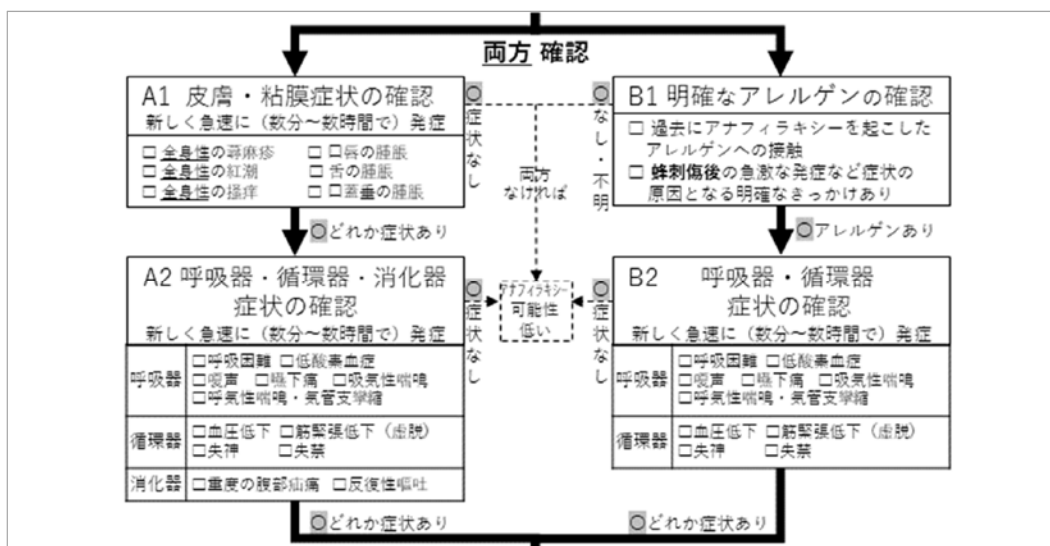 両方 確認
A1 皮膚・粘膜症状の確認
新しく急速に（数分～数時間で）発症
□ 全身性の蕁麻疹 □ 口唇の腫脹
□ 全身性の紅潮 □ 舌の腫脹
□ 全身性の掻痒 □ 口蓋垂の腫脹
○症状なし
○どれか症状あり
A2 呼吸器・循環器・消化器
症状の確認
新しく急速に（数分～数時間で）発症
呼吸器
□呼吸困難 □低酸素血症
□嗄声 □嚥下痛 □吸気性喘鳴
□呼気性喘鳴・気管支攣縮
循環器
□血圧低下 □筋緊張低下（虚脱）
□失神 □失禁
消化器
□重度の腹部疝痛 □反復性嘔吐
○症状なし
○どれか症状あり
両方
なければ
アナフィラキシー
可能性
低い
B1 明確なアレルゲンの確認
□ 過去にアナフィラキシーを起こした
アレルゲンへの接触
□ 蜂刺傷後の急激な発症など症状の
原因となる明確なきっかけあり
○なし・不明
○アレルゲンあり
B2 呼吸器・循環器
症状の確認
新しく急速に（数分～数時間で）発症
呼吸器
□呼吸困難 □低酸素血症
□嗄声 □嚥下痛 □吸気性喘鳴
□呼気性喘鳴・気管支攣縮
循環器
□血圧低下 □筋緊張低下（虚脱）
□失神 □失禁
○症状なし
○どれか症状あり